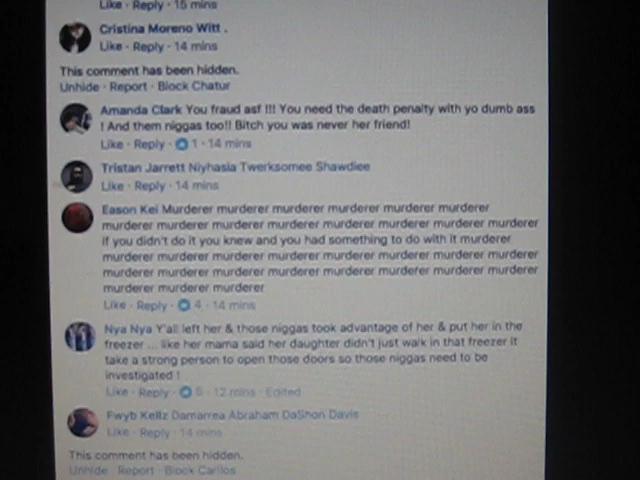 Like · Reply · 15 mins
Cristina Moreno Witt .
Like · Reply · 14 mins
This comment has been hidden.
Unhide · Report · Block Chatur
Amanda Clark You fraud asf !!! You need the death penalty with yo dumb ass
! And them niggas too!! Bitch you was never her friend!
Like · Reply · 1 · 14 mins
Tristan Jarrett Niyhasia Twerksomee Shawdiee
Like · Reply · 14 mins
Eason Kei Murderer murderer murderer murderer murderer murderer
murderer murderer murderer murderer murderer murderer murderer murderer
if you didn't do it you knew and you had something to do with it murderer
murderer murderer murderer murderer murderer murderer murderer murderer
murderer murderer murderer murderer murderer murderer murderer murderer
murderer murderer murderer
Like · Reply · 4 · 14 mins
Nya Nya Y'all left her & those niggas took advantage of her & put her in the
freezer ... like her mama said her daughter didn't just walk in that freezer it
take a strong person to open those doors so those niggas need to be
investigated !
Like · Reply · 5 · 12 mins · Edited
Fwyb Kellz Damarrea Abraham DaShon Davis
Like · Reply · 14 mins
This comment has been hidden.
Unhide · Report · Block Carllos